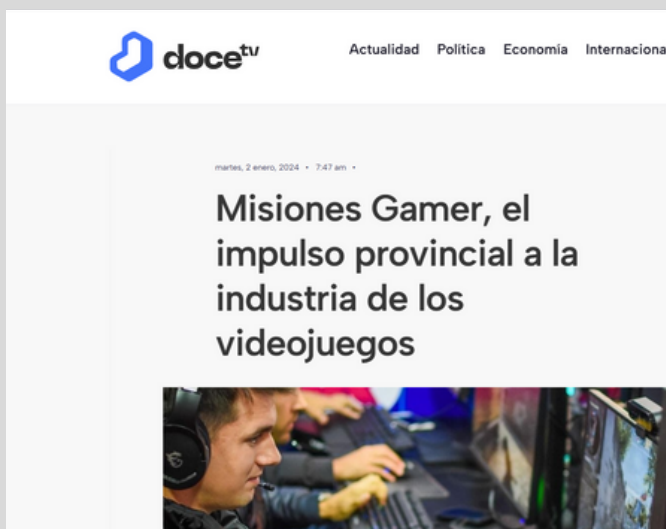 docetv
Actualidad Política Economía Internaciona
martes, 2 enero, 2024 • 7:47 am •
Misiones Gamer, el
impulso provincial a la
industria de los
videojuegos